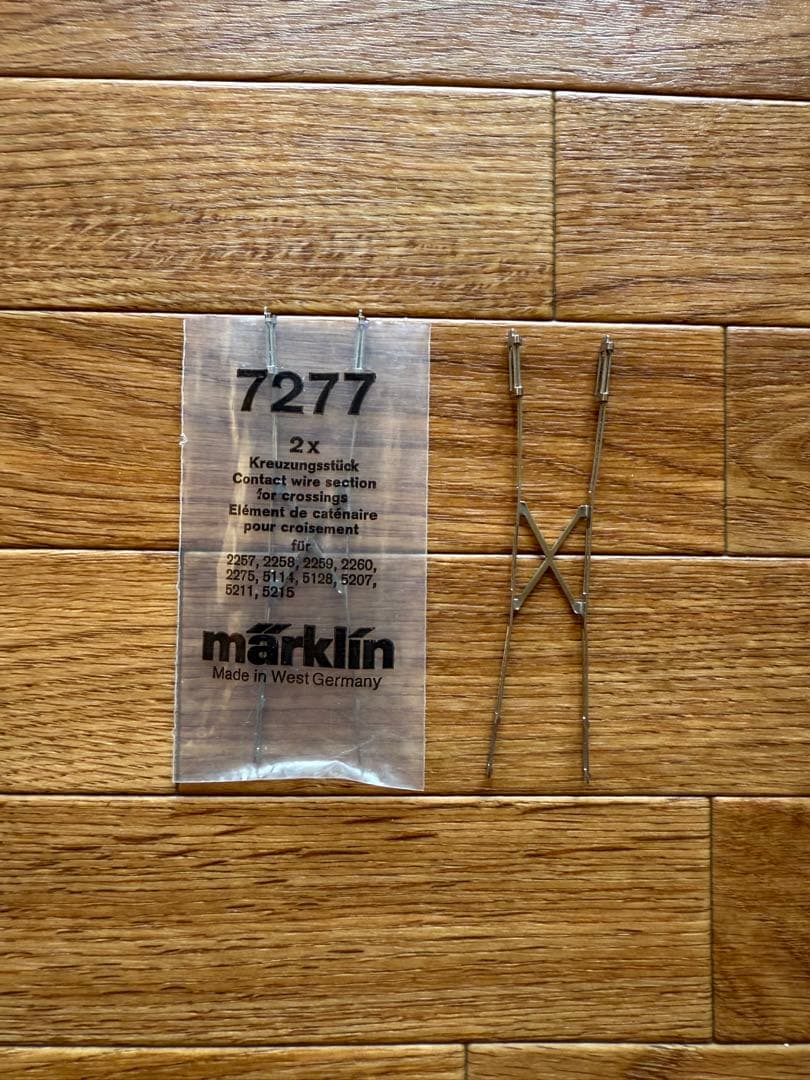 7277
2 x
Kreuzungsstück
Contact wire section
for crossings
Elément de caténaire
pour croisement
für
2257, 2258, 2259, 2260,
2275, 5114, 5128, 5207,
5211, 5215
märklin
Made in West Germany